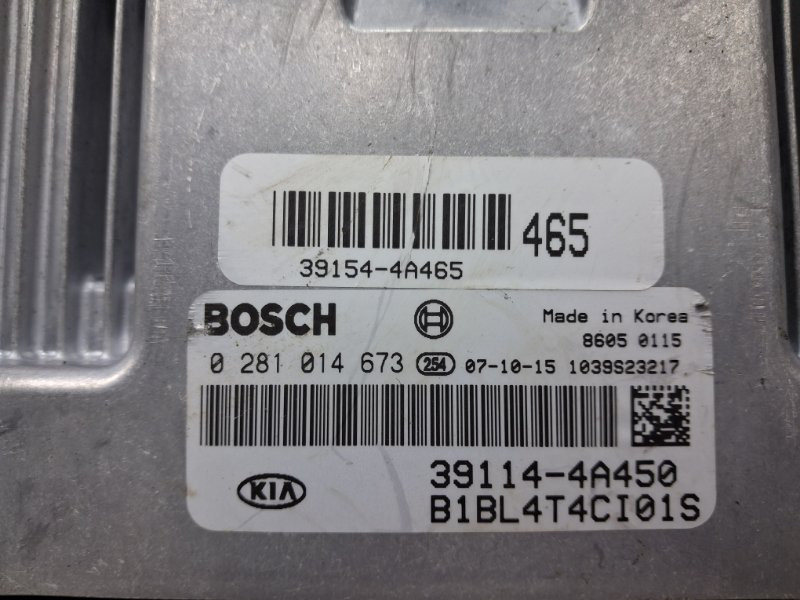 465
39154-4A465
BOSCH
Made in Korea
8605 0115
0 281 014 673 254 07-10-15 1039S23217
39114-4A450
KIA
B1BL4T4CI01S